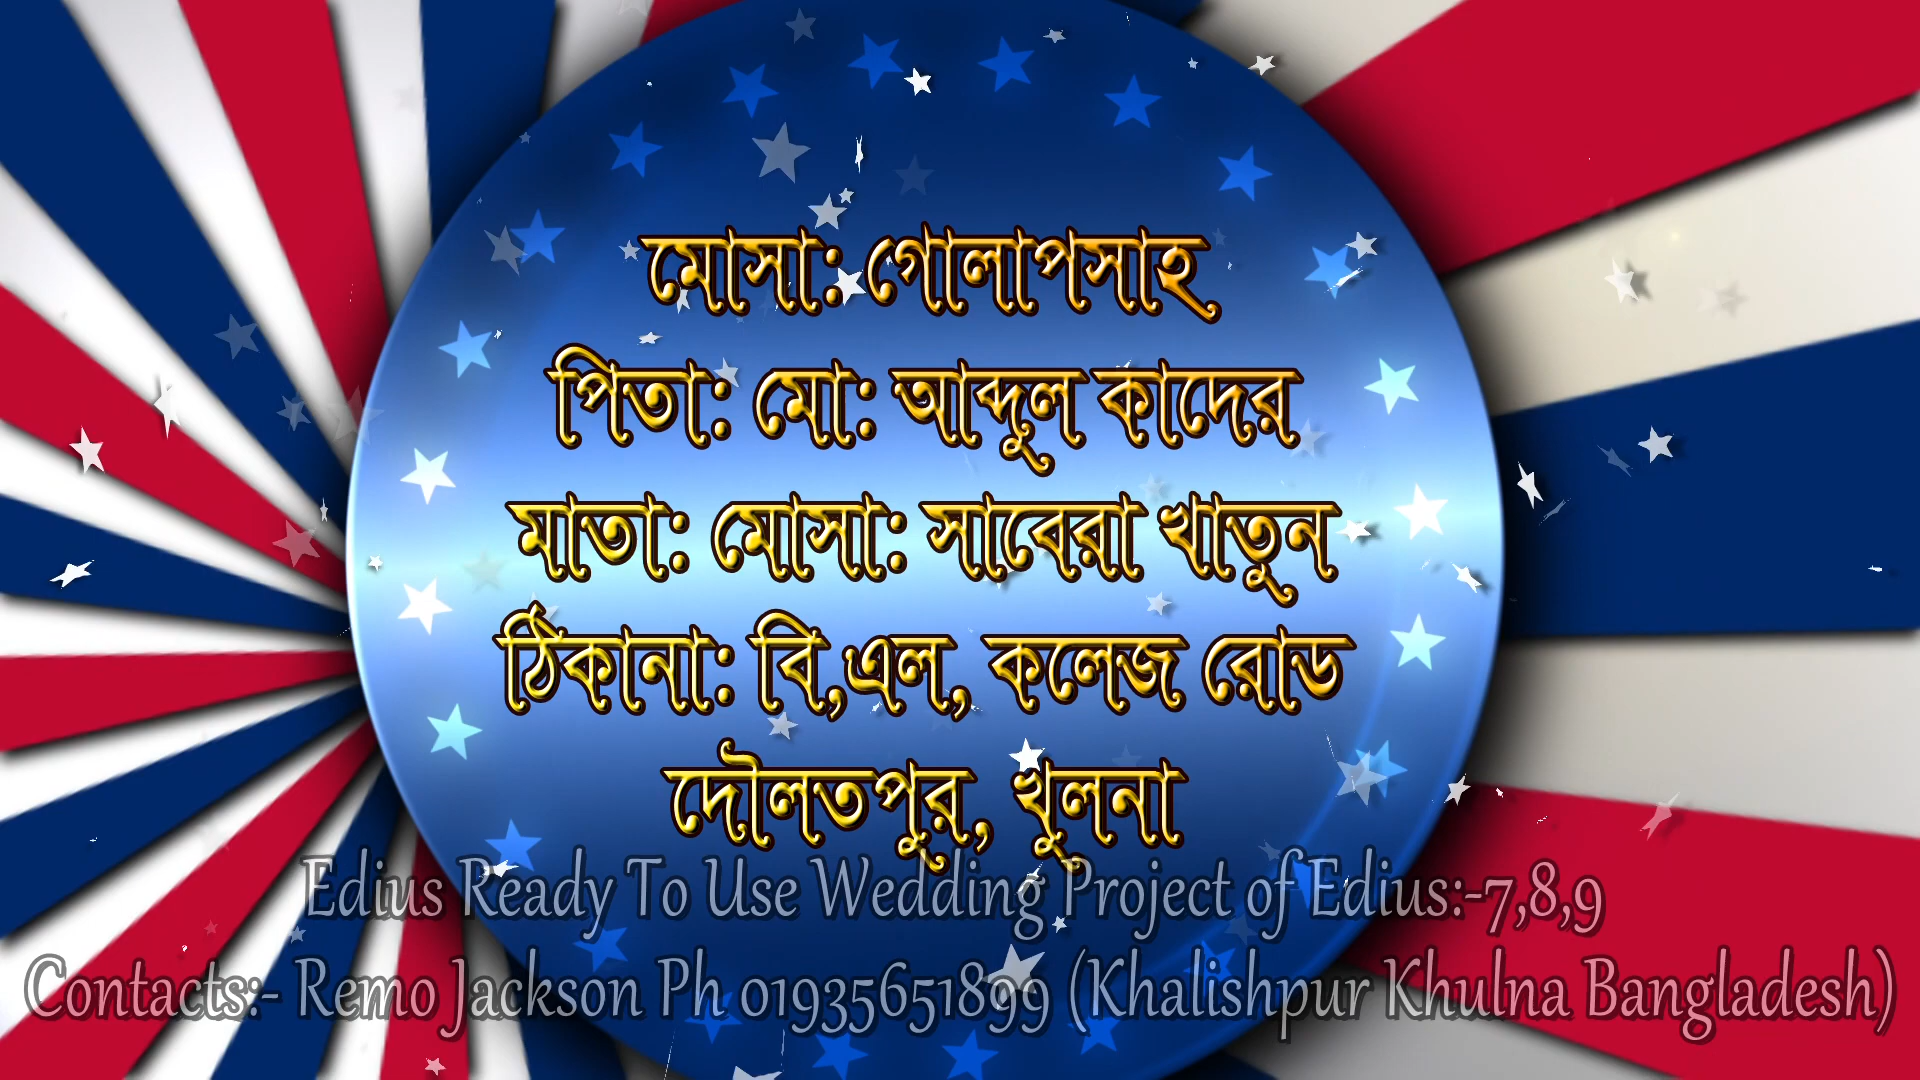 মোসা: গোলাপসাহ
পিতা: মো: আব্দুল কাদের
মাতা: মোসা: সাবেরা খাতুন
ঠিকানা: বি,এল, কলেজ রোড
দৌলতপুর, খুলনা
Edius Ready To Use Wedding Project of Edius:-7,8,9
Contacts:- Remo Jackson Ph 01935651899 (Khalishpur Khulna Bangladesh)